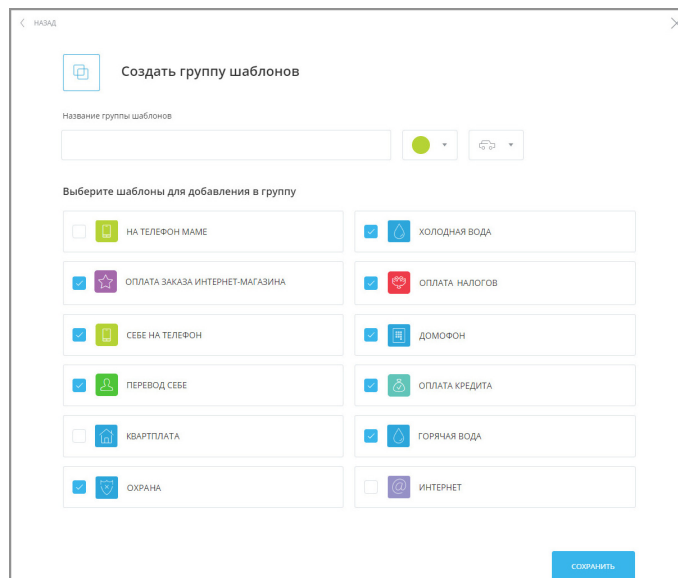 НАЗАД
Создать группу шаблонов
Название группы шаблонов
Выберите шаблоны для добавления в группу
НА ТЕЛЕФОН МАМЕ
ХОЛОДНАЯ ВОДА
ОПЛАТА ЗАКАЗА ИНТЕРНЕТ-МАГАЗИНА
ОПЛАТА НАЛОГОВ
СЕБЕ НА ТЕЛЕФОН
ДОМОФОН
ПЕРЕВОД СЕБЕ
ОПЛАТА КРЕДИТА
КВАРТПЛАТА
ГОРЯЧАЯ ВОДА
ОХРАНА
@ ИНТЕРНЕТ
СОХРАНИТЬ